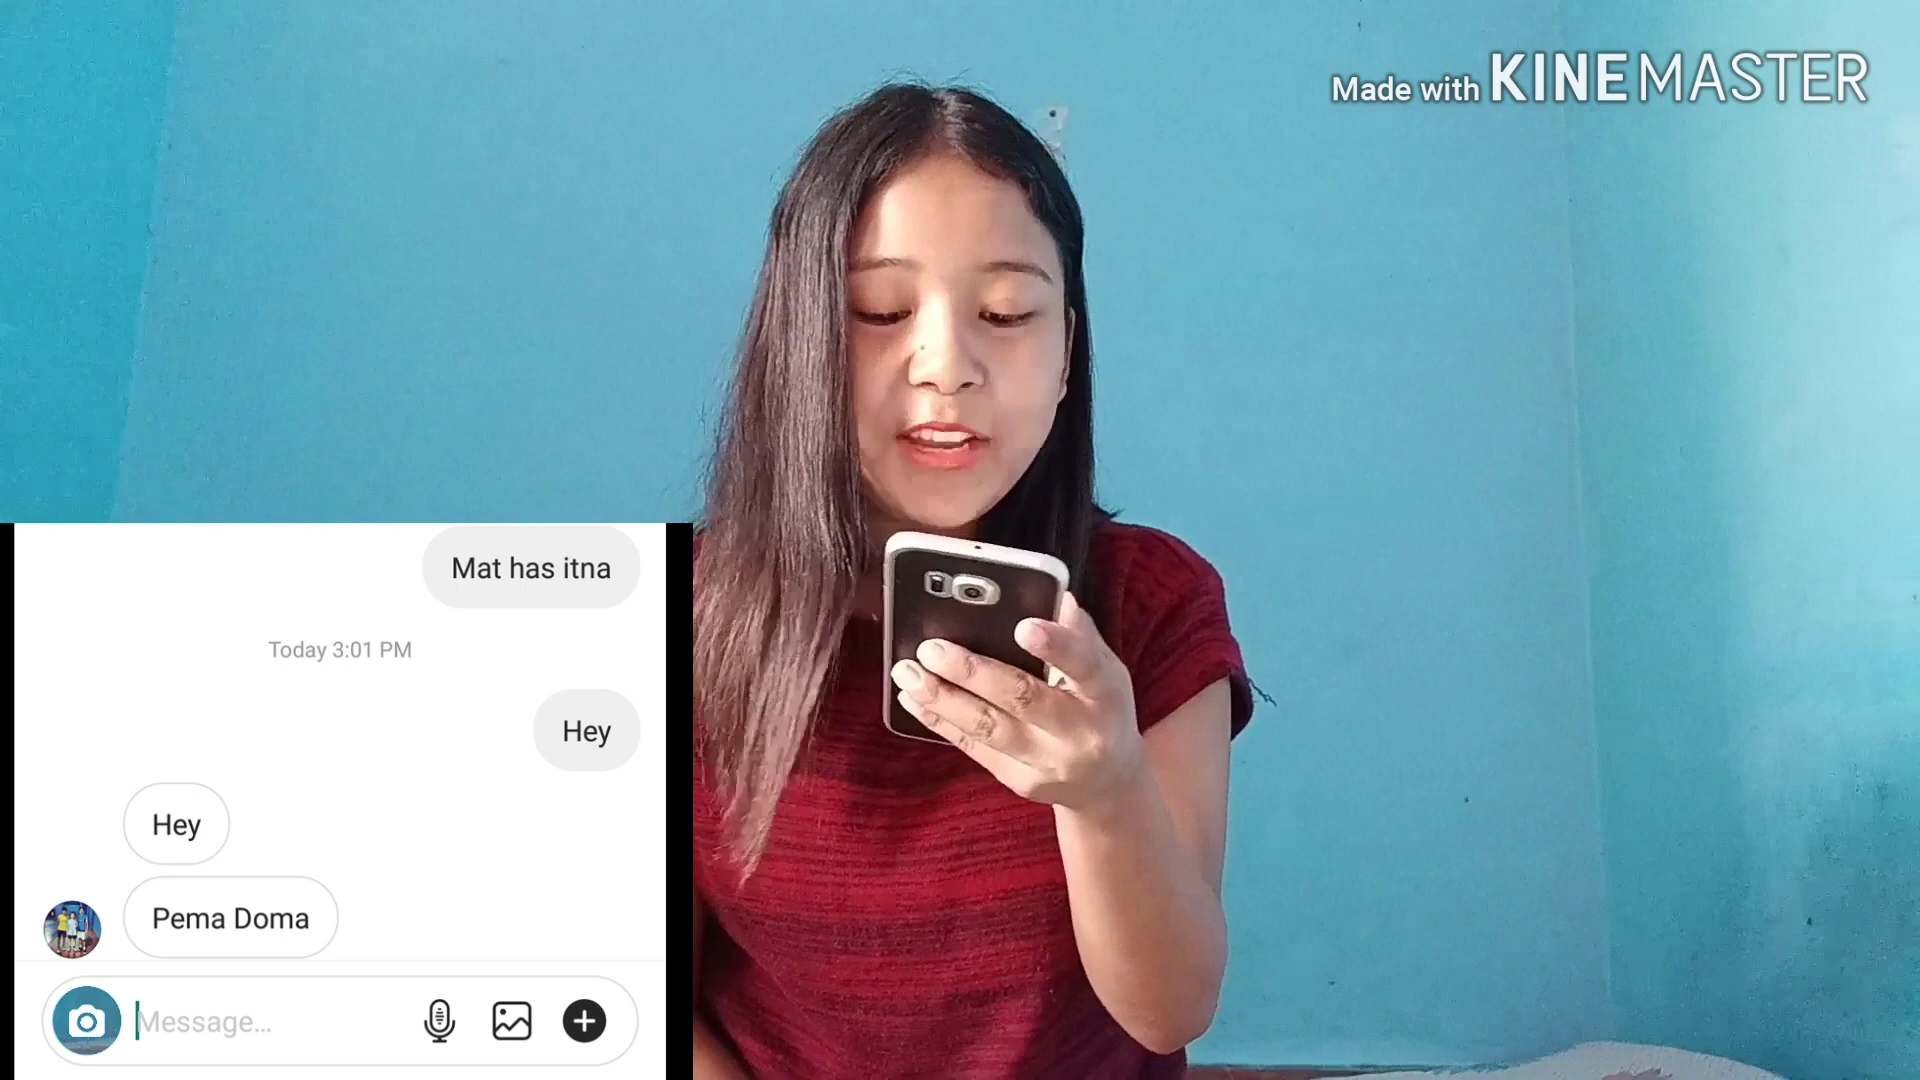 Made with KINEMASTER
Mat has itna
Today 3:01 PM
Hey
Hey
Pema Doma
Message...